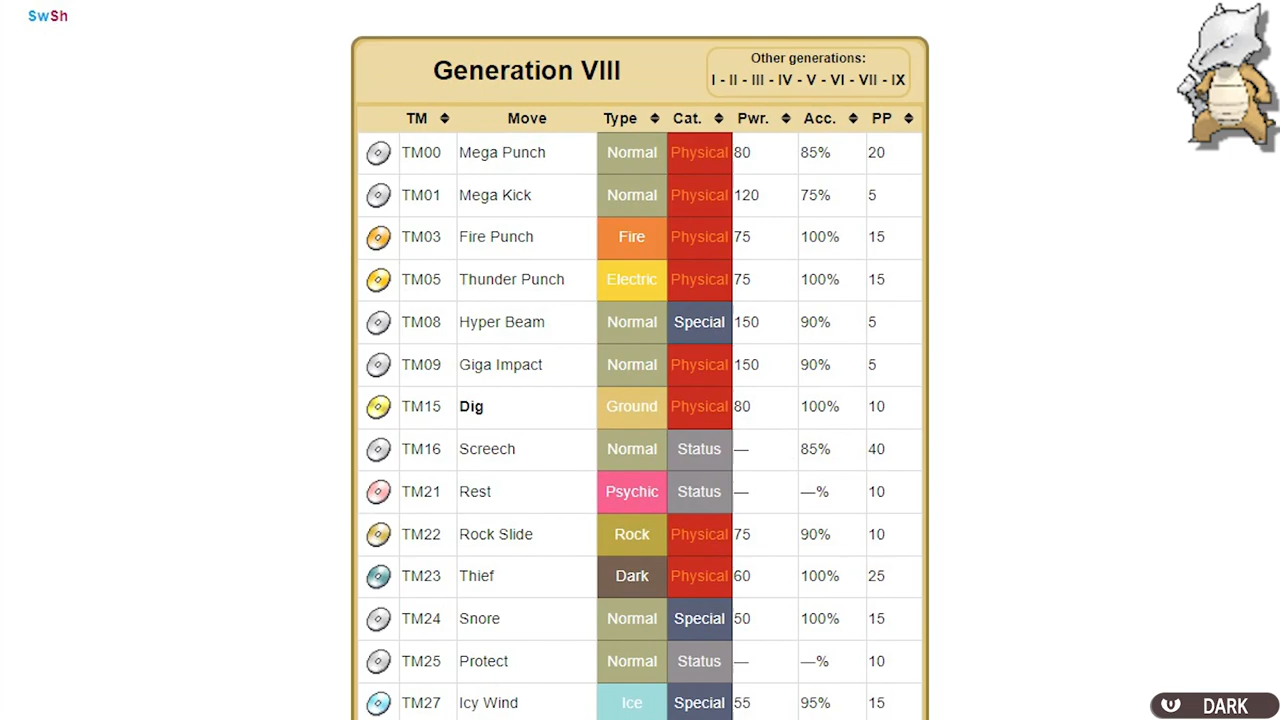 SwSh
Generation VIII
Other generations:
I - II - III - IV - V - VI - VII - IX
TM Move Type Cat. Pwr. Acc. PP
TM00 Mega Punch Normal Physical 80 85% 20
TM01 Mega Kick Normal Physical 120 75% 5
TM03 Fire Punch Fire Physical 75 100% 15
TM05 Thunder Punch Electric Physical 75 100% 15
TM08 Hyper Beam Normal Special 150 90% 5
TM09 Giga Impact Normal Physical 150 90% 5
TM15 Dig Ground Physical 80 100% 10
TM16 Screech Normal Status — 85% 40
TM21 Rest Psychic Status — —% 10
TM22 Rock Slide Rock Physical 75 90% 10
TM23 Thief Dark Physical 60 100% 25
TM24 Snore Normal Special 50 100% 15
TM25 Protect Normal Status — —% 10
TM27 Icy Wind Ice Special 55 95% 15
DARK